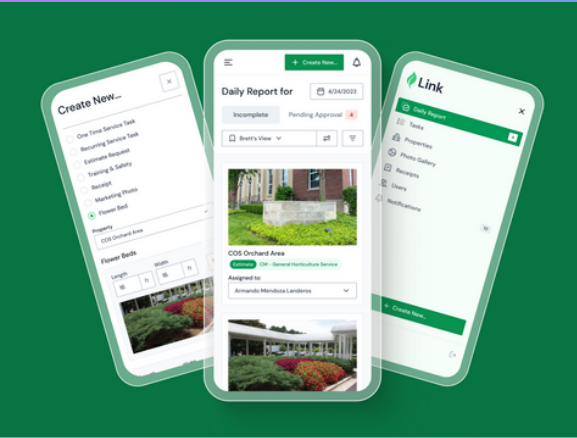 Create New...
One Time Service Task
Recurring Service Task
Estimate Request
Training & Safety
Receipt
Marketing Photo
Flower Bed
Property
COS Orchard Area
Flower Beds
Length
Width
+ Create New...
Daily Report for
4/24/2023
Incomplete
Pending Approval
4
Brett's View
COS Orchard Area
Estimate
CM - General Horticulture Service
Assigned to:
Armando Mendoza Landeros
Link
Daily Report
Tasks
Properties
Photo Gallery
Receipts
Users
Notifications
+ Create New...